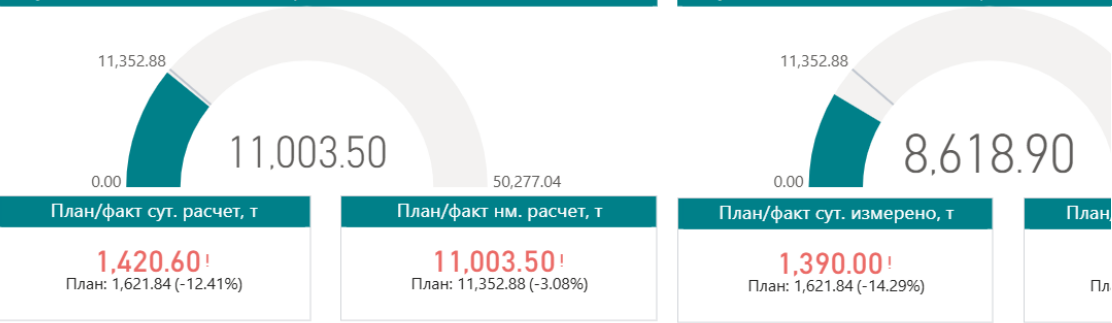 11,352.88
11,003.50
0.00
50,277.04
План/факт сут. расчет, т
1,420.60!
План: 1,621.84 (-12.41%)
План/факт нм. расчет, т
11,003.50!
План: 11,352.88 (-3.08%)
11,352.88
8,618.90
0.00
План/факт сут. измерено, т
1,390.00!
План: 1,621.84 (-14.29%)
План/